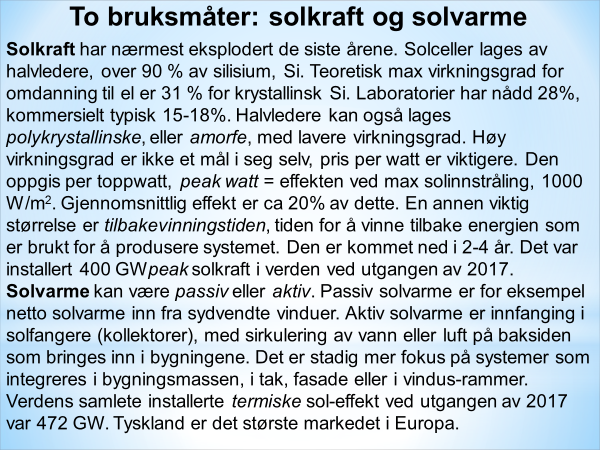 To bruksmåter: solkraft og solvarme
Solkraft har nærmest eksplodert de siste årene. Solceller lages av
halvledere, over 90 % av silisium, Si. Teoretisk max virkningsgrad for
omdanning til el er 31 % for krystallinsk Si. Laboratorier har nådd 28%,
kommersielt typisk 15-18%. Halvledere kan også lages
polykrystallinske, eller amorfe, med lavere virkningsgrad. Høy
virkningsgrad er ikke et mål i seg selv, pris per watt er viktigere. Den
oppgis per toppwatt, peak watt = effekten ved max solinnstråling, 1000
W/m². Gjennomsnittlig effekt er ca 20% av dette. En annen viktig
størrelse er tilbakevinningstiden, tiden for å vinne tilbake energien som
er brukt for å produsere systemet. Den er kommet ned i 2-4 år. Det var
installert 400 GWpeak solkraft i verden ved utgangen av 2017.
Solvarme kan være passiv eller aktiv. Passiv solvarme er for eksempel
netto solvarme inn fra sydvendte vinduer. Aktiv solvarme er innfanging i
solfangere (kollektorer), med sirkulering av vann eller luft på baksiden
som bringes inn i bygningene. Det er stadig mer fokus på systemer som
integreres i bygningsmassen, i tak, fasade eller i vindus-rammer.
Verdens samlete installerte termiske sol-effekt ved utgangen av 2017
var 472 GW. Tyskland er det største markedet i Europa.